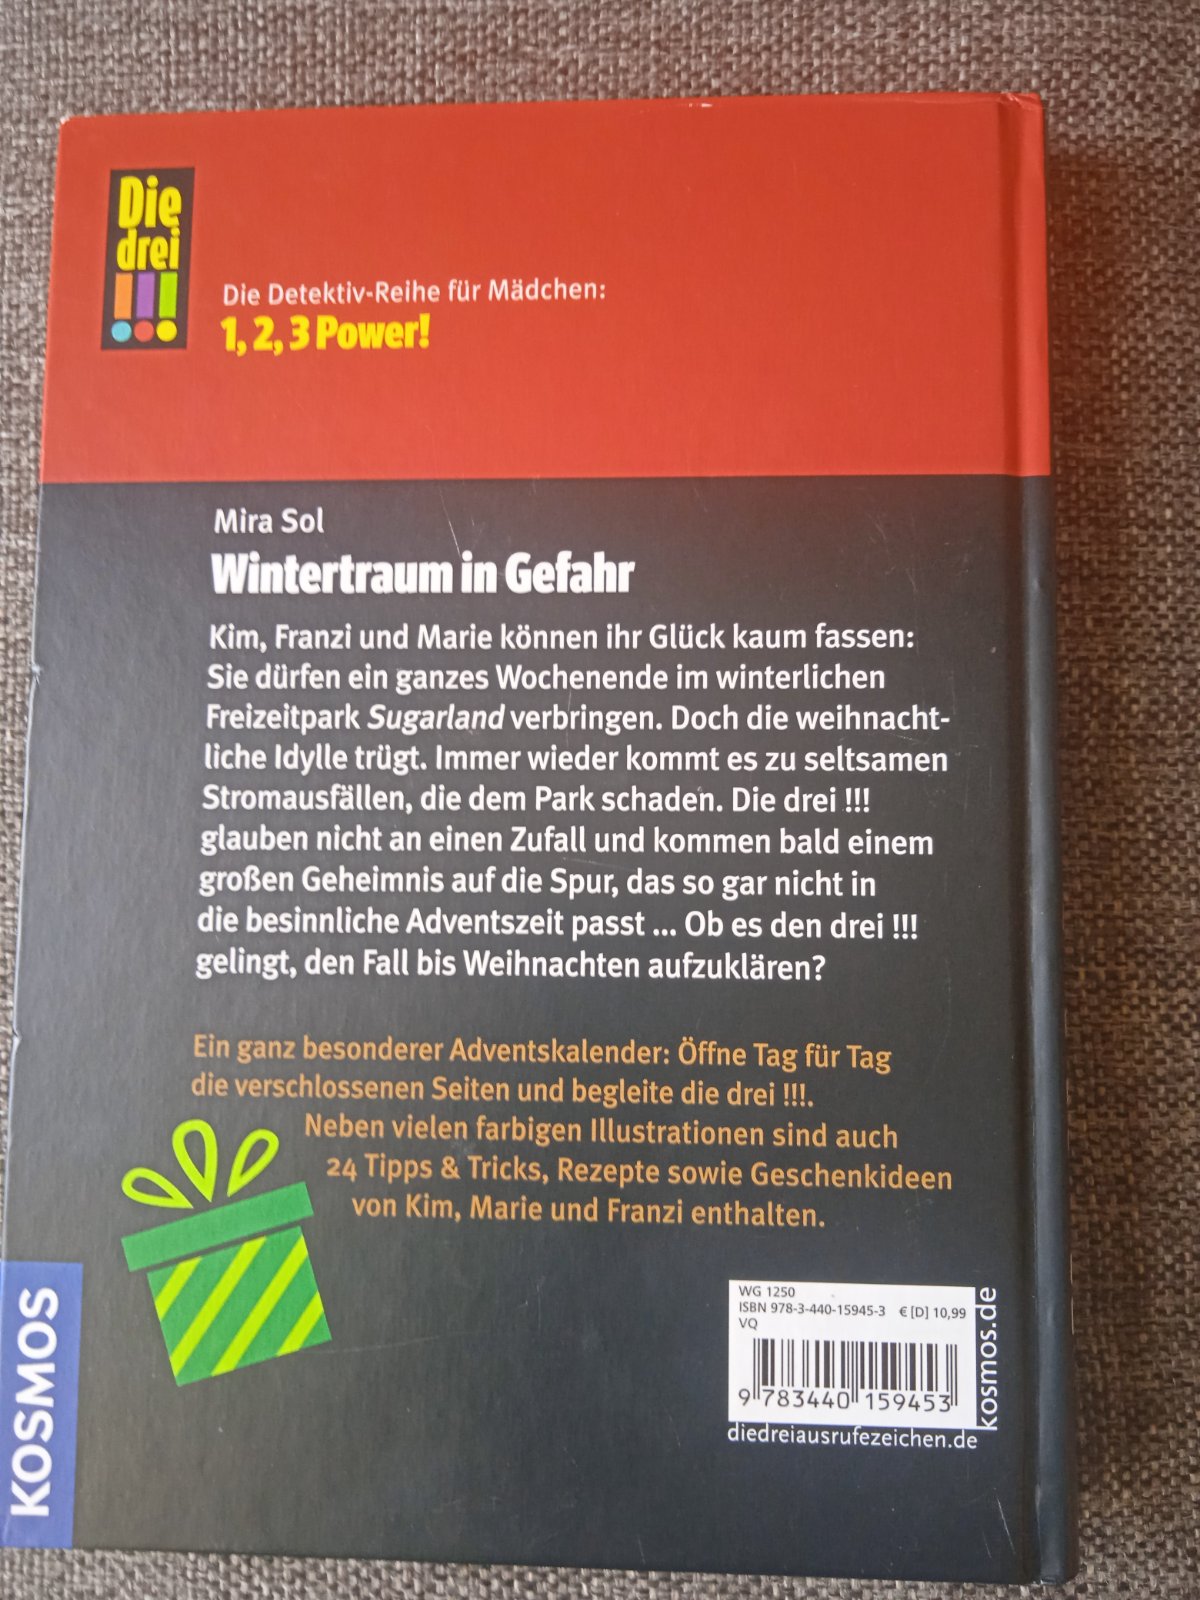 Die
drei
!!!
Die Detektiv-Reihe für Mädchen:
1, 2, 3 Power!
Mira Sol
Wintertraum in Gefahr
Kim, Franzi und Marie können ihr Glück kaum fassen:
Sie dürfen ein ganzes Wochenende im winterlichen
Freizeitpark Sugarland verbringen. Doch die weihnacht-
liche Idylle trügt. Immer wieder kommt es zu seltsamen
Stromausfällen, die dem Park schaden. Die drei !!!
glauben nicht an einen Zufall und kommen bald einem
großen Geheimnis auf die Spur, das so gar nicht in
die besinnliche Adventszeit passt ... Ob es den drei !!!
gelingt, den Fall bis Weihnachten aufzuklären?
Ein ganz besonderer Adventskalender: Öffne Tag für Tag
die verschlossenen Seiten und begleite die drei !!!.
Neben vielen farbigen Illustrationen sind auch
24 Tipps & Tricks, Rezepte sowie Geschenkideen
von Kim, Marie und Franzi enthalten.
KOSMOS
WG 1250
ISBN 978-3-440-15945-3 € [D] 10,99
VQ
9 783440 159453
kosmos.de
diedreiausrufezeichen.de